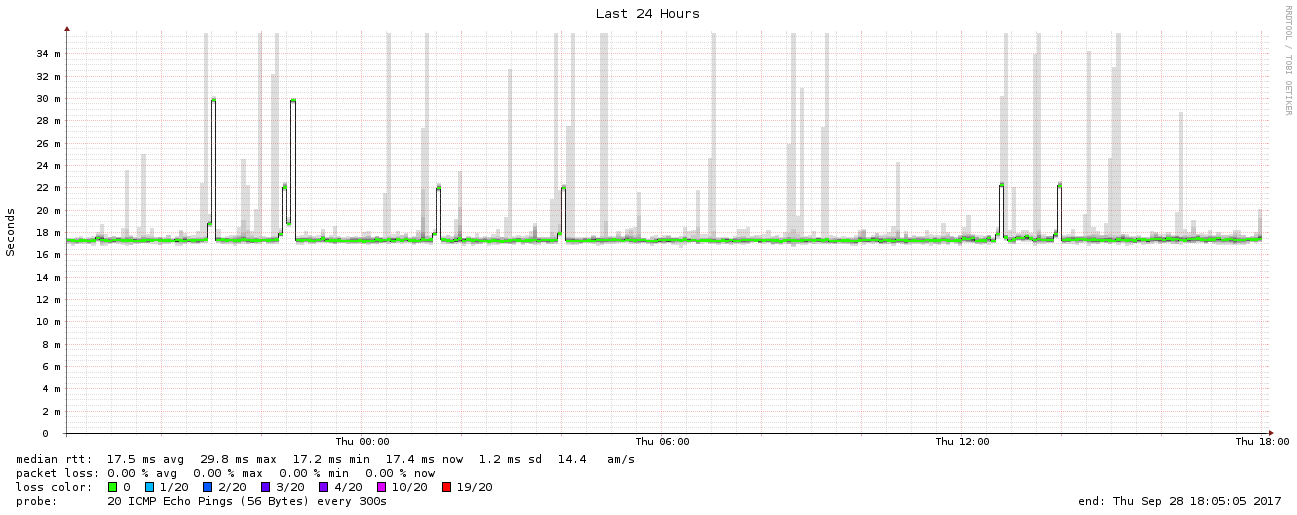 Last 24 Hours
RRDTOOL / TOBI OETIKER
Seconds
34 m
32 m
30 m
28 m
26 m
24 m
22 m
20 m
18 m
16 m
14 m
12 m
10 m
8 m
6 m
4 m
2 m
0
Thu 00:00 Thu 06:00 Thu 12:00 Thu 18:00
median rtt: 17.5 ms avg 29.8 ms max 17.2 ms min 17.4 ms now 1.2 ms sd 14.4 am/s
packet loss: 0.00 % avg 0.00 % max 0.00 % min 0.00 % now
loss color: 0 1/20 2/20 3/20 4/20 10/20 19/20
probe: 20 ICMP Echo Pings (56 Bytes) every 300s end: Thu Sep 28 18:05:05 2017